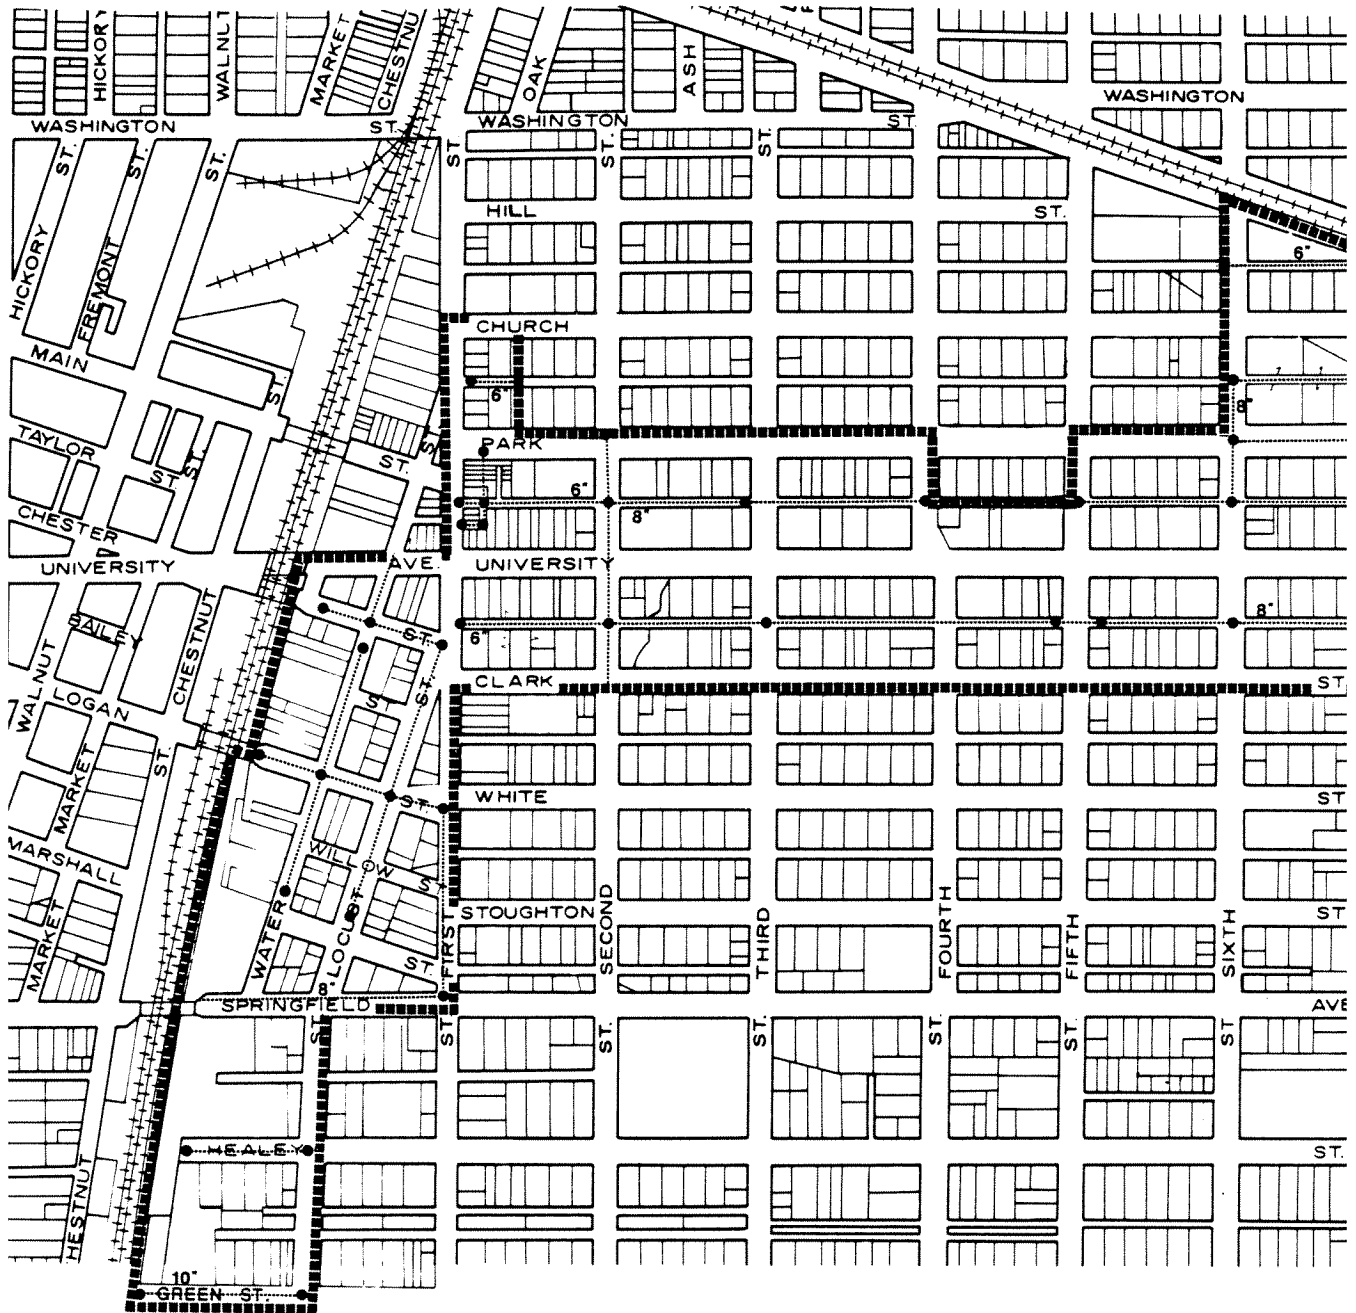 HICKORY
WALNUT
MARKET
CHESTNUT
OAK
ASH
WASHINGTON
WASHINGTON ST.
WASHINGTON ST.
ST.
ST.
ST.
ST.
ST.
ST.
HILL ST.
HICKORY
FREMONT
6"
CHURCH
MAIN
ST.
6"
8"
TAYLOR
ST.
ST.
ST.
ST.
PARK
6"
8"
CHESTER
UNIVERSITY AVE. UNIVERSITY
BAILEY
CHESTNUT
ST.
6"
8"
WALNUT
LOGAN
ST.
ST.
CLARK ST.
MARKET
ST.
ST.
WHITE ST.
MARSHALL
WILLOW ST.
MARKET
WATER
LOCUST
ST.
FIRST
STOUGHTON ST.
SECOND
THIRD
FOURTH
FIFTH
SIXTH
ST.
8"
SPRINGFIELD AVE
ST.
ST.
ST.
ST.
ST.
ST.
ST
HEALEY ST.
HESTNUT
10"
GREEN ST.